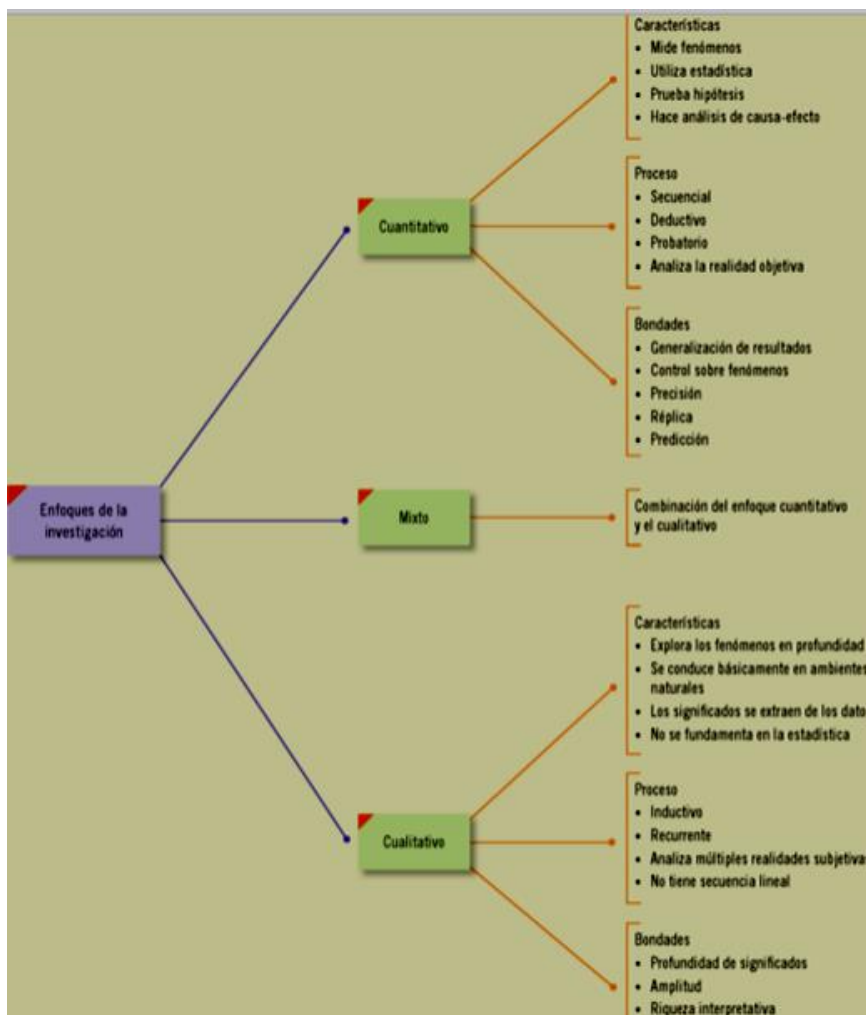 Enfoques de la
investigación
Cuantitativo
Características
• Mide fenómenos
• Utiliza estadística
• Prueba hipótesis
• Hace análisis de causa-efecto
Proceso
• Secuencial
• Deductivo
• Probatorio
• Analiza la realidad objetiva
Bondades
• Generalización de resultados
• Control sobre fenómenos
• Precisión
• Réplica
• Predicción
Mixto
Combinación del enfoque cuantitativo
y el cualitativo
Cualitativo
Características
• Explora los fenómenos en profundidad
• Se conduce básicamente en ambientes
naturales
• Los significados se extraen de los dato
• No se fundamenta en la estadística
Proceso
• Inductivo
• Recurrente
• Analiza múltiples realidades subjetiva
• No tiene secuencia lineal
Bondades
• Profundidad de significados
• Amplitud
• Riqueza interpretativa